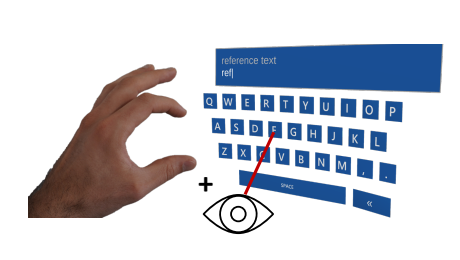 reference text
ref|
Q W E R T Y U I O P
A S D F G H J K L
Z X C V B N M , .
SPACE «
+